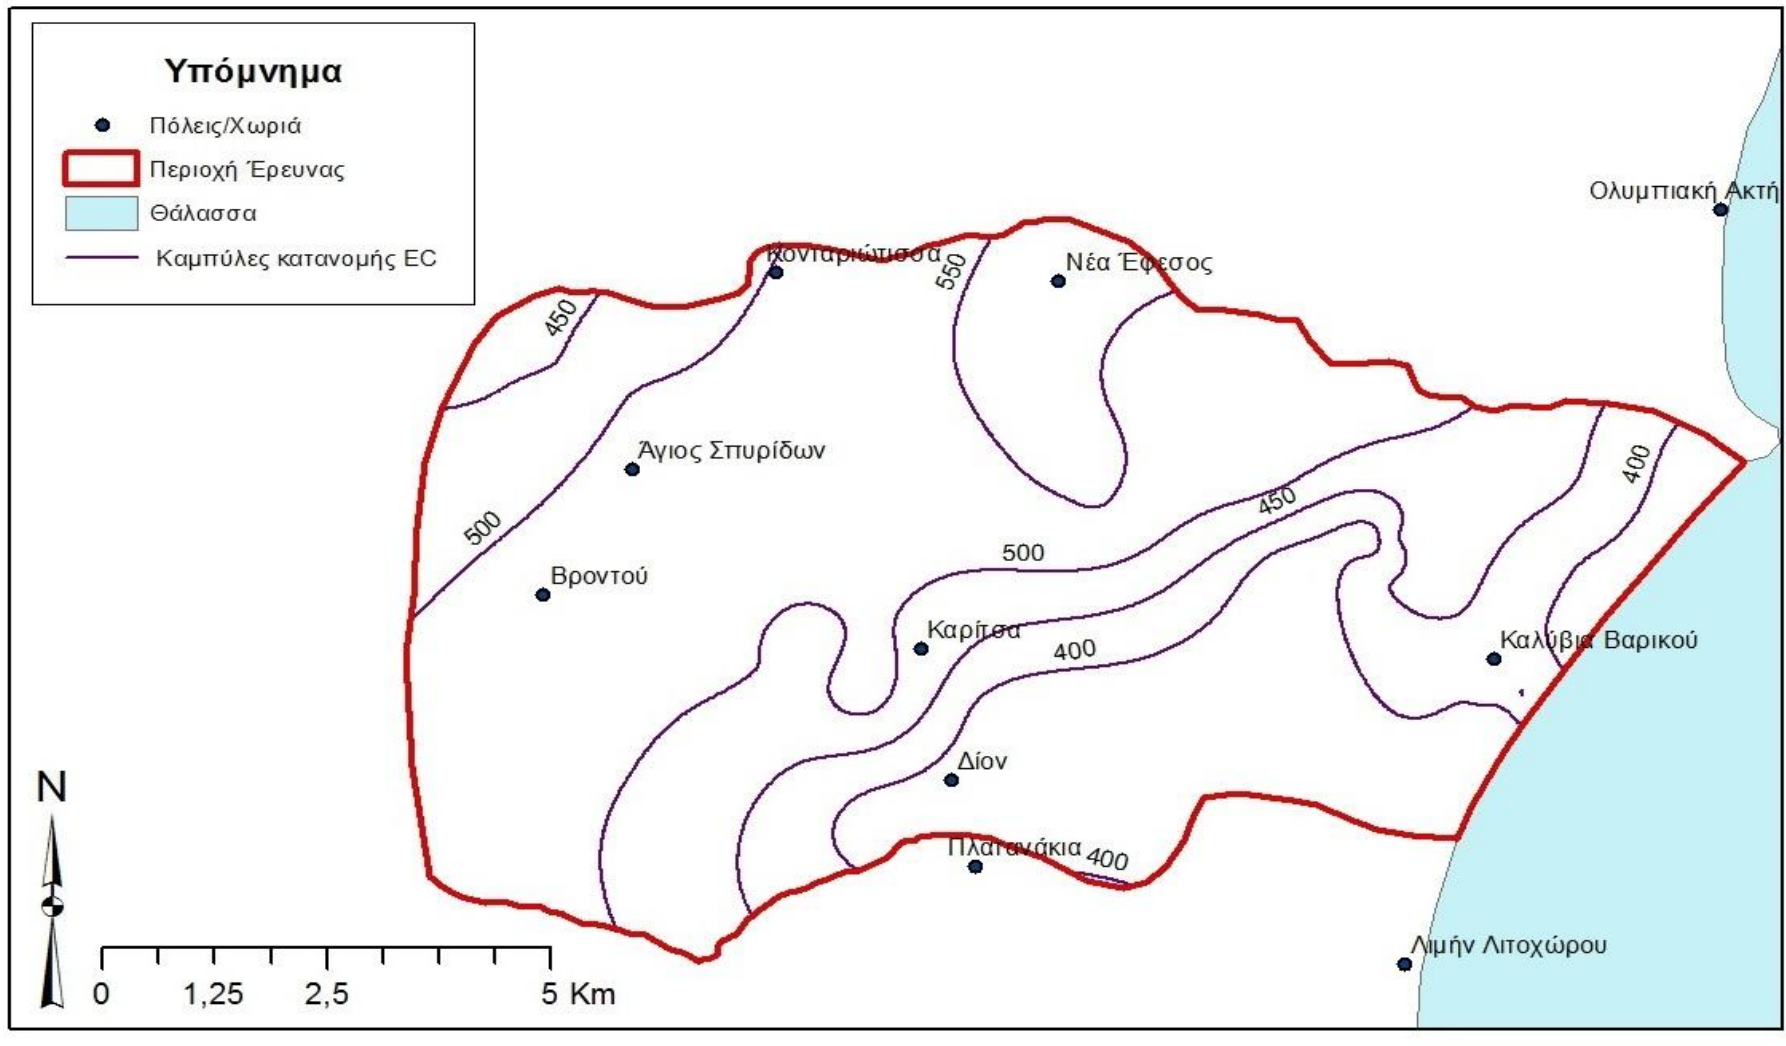 Υπόμνημα
Πόλεις/Χωριά
Περιοχή Έρευνας
Θάλασσα
Καμπύλες κατανομής EC
Ολυμπιακή Ακτή
Κονταριώτισσα
550
Νέα Έφεσος
450
Άγιος Σπυρίδων
400
500
450
500
Βροντού
Καρίτσα
400
Καλύβια Βαρικού
Δίον
N
Πλατανάκια
400
Λιμήν Λιτοχώρου
0 1,25 2,5 5 Km